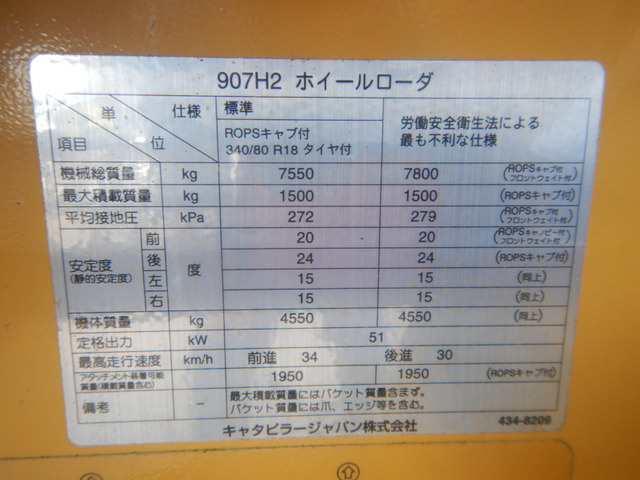 907H2 ホイールローダ
単 仕様 標準
項目 位 ROPSキャブ付
340/80 R18 タイヤ付
労働安全衛生法による
最も不利な仕様
機械総質量 kg 7550 7800 (ROPSキャブ付 フロントウェイト付)
最大積載質量 kg 1500 1500 (ROPSキャブ付)
平均接地圧 kPa 272 279 (ROPSキャブ付 フロントウェイト付)
安定度 (静的安定度) 度
前 20 20 (ROPSキャノピー付 フロントウェイト付)
後 24 24 (ROPSキャブ付)
左 15 15 (同上)
右 15 15 (同上)
機体質量 kg 4550 4550 (同上)
定格出力 kW 51
最高走行速度 km/h 前進 34 後進 30
アタッチメント装着可能
質量(積載質量含む) 1950 1950 (ROPSキャブ付)
備考 − 最大積載質量にはバケット質量含まず。
バケット質量には爪、エッジ等を含む。
キャタピラージャパン株式会社
434-8209